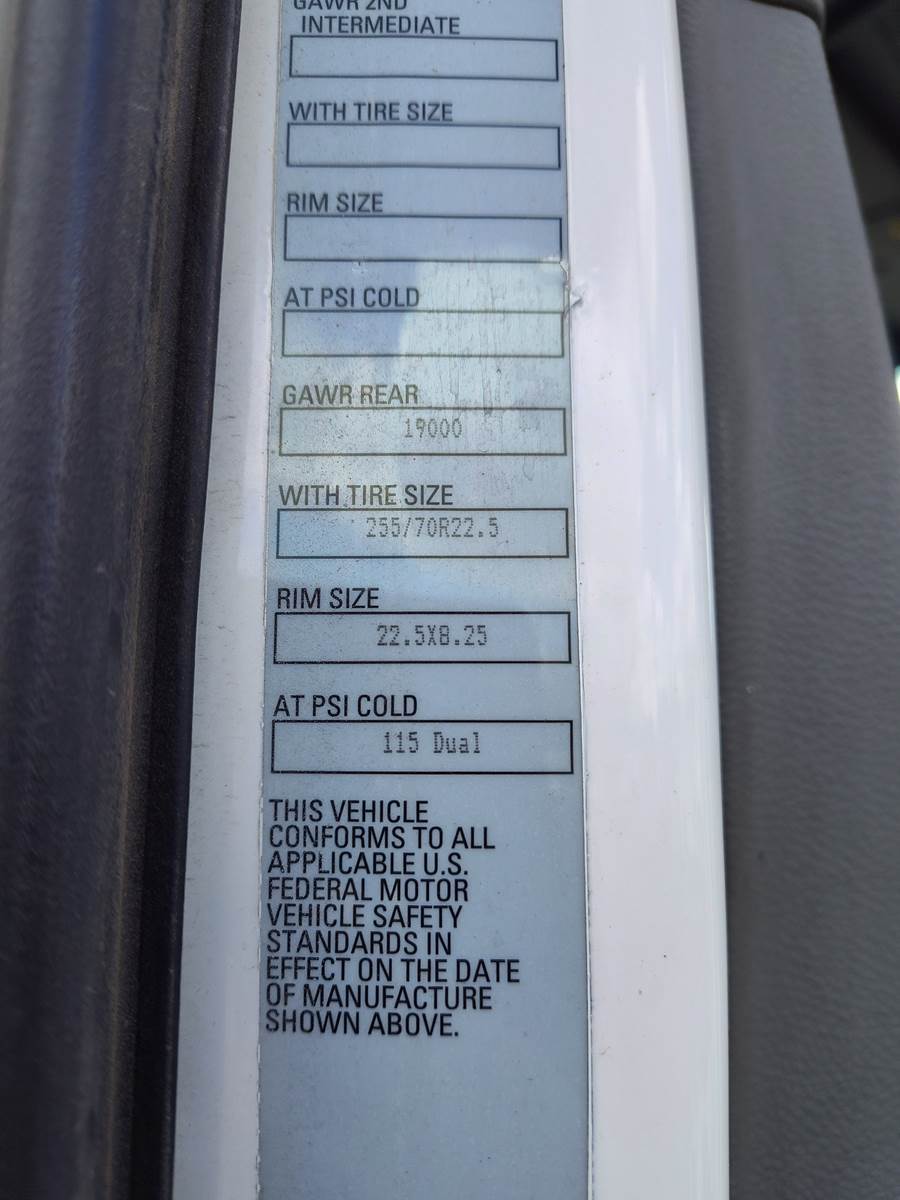 GAWR 2ND
INTERMEDIATE
WITH TIRE SIZE
RIM SIZE
AT PSI COLD
GAWR REAR
19000
WITH TIRE SIZE
255/70R22.5
RIM SIZE
22.5X8.25
AT PSI COLD
115 Dual
THIS VEHICLE
CONFORMS TO ALL
APPLICABLE U.S.
FEDERAL MOTOR
VEHICLE SAFETY
STANDARDS IN
EFFECT ON THE DATE
OF MANUFACTURE
SHOWN ABOVE.